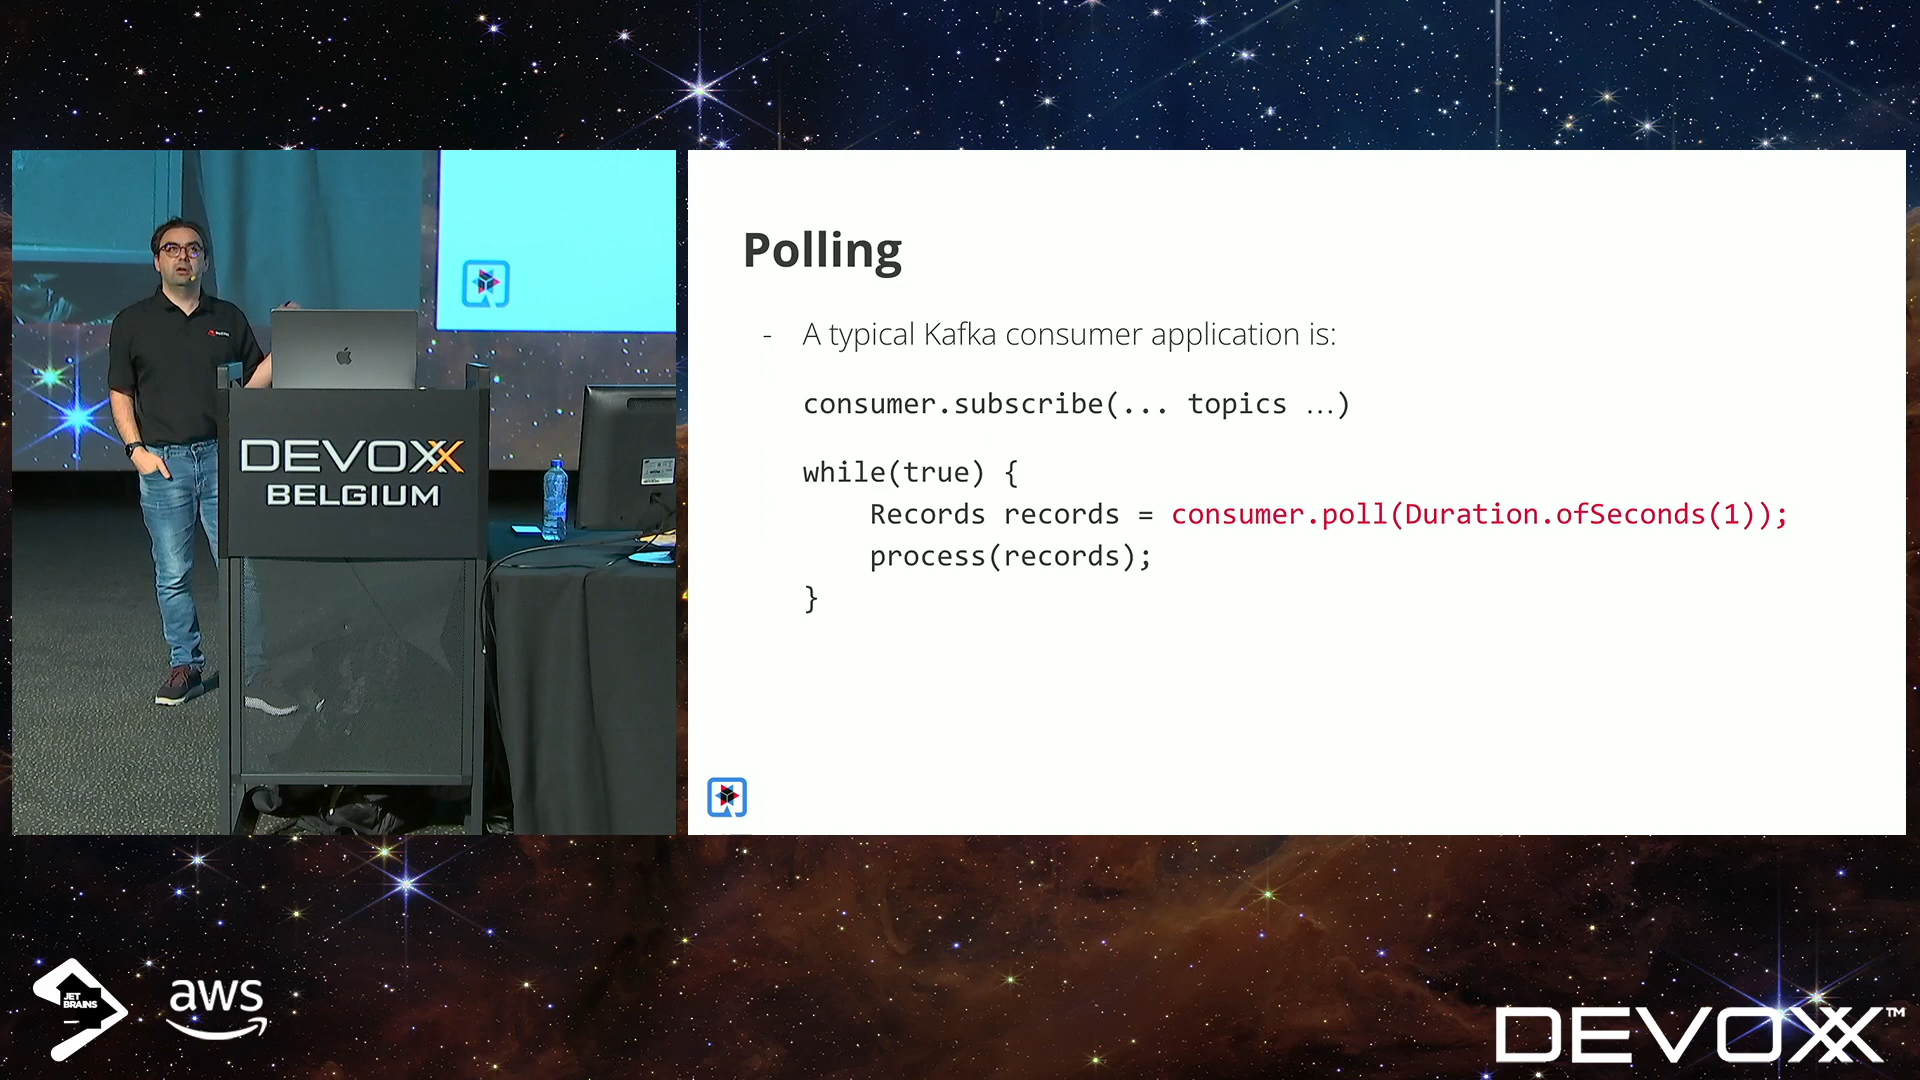 DEVOXX
BELGIUM
Polling
- A typical Kafka consumer application is:
consumer.subscribe(... topics …)
while(true) {
    Records records = consumer.poll(Duration.ofSeconds(1));
    process(records);
}
JET
BRAINS
aws
DEVOXX™